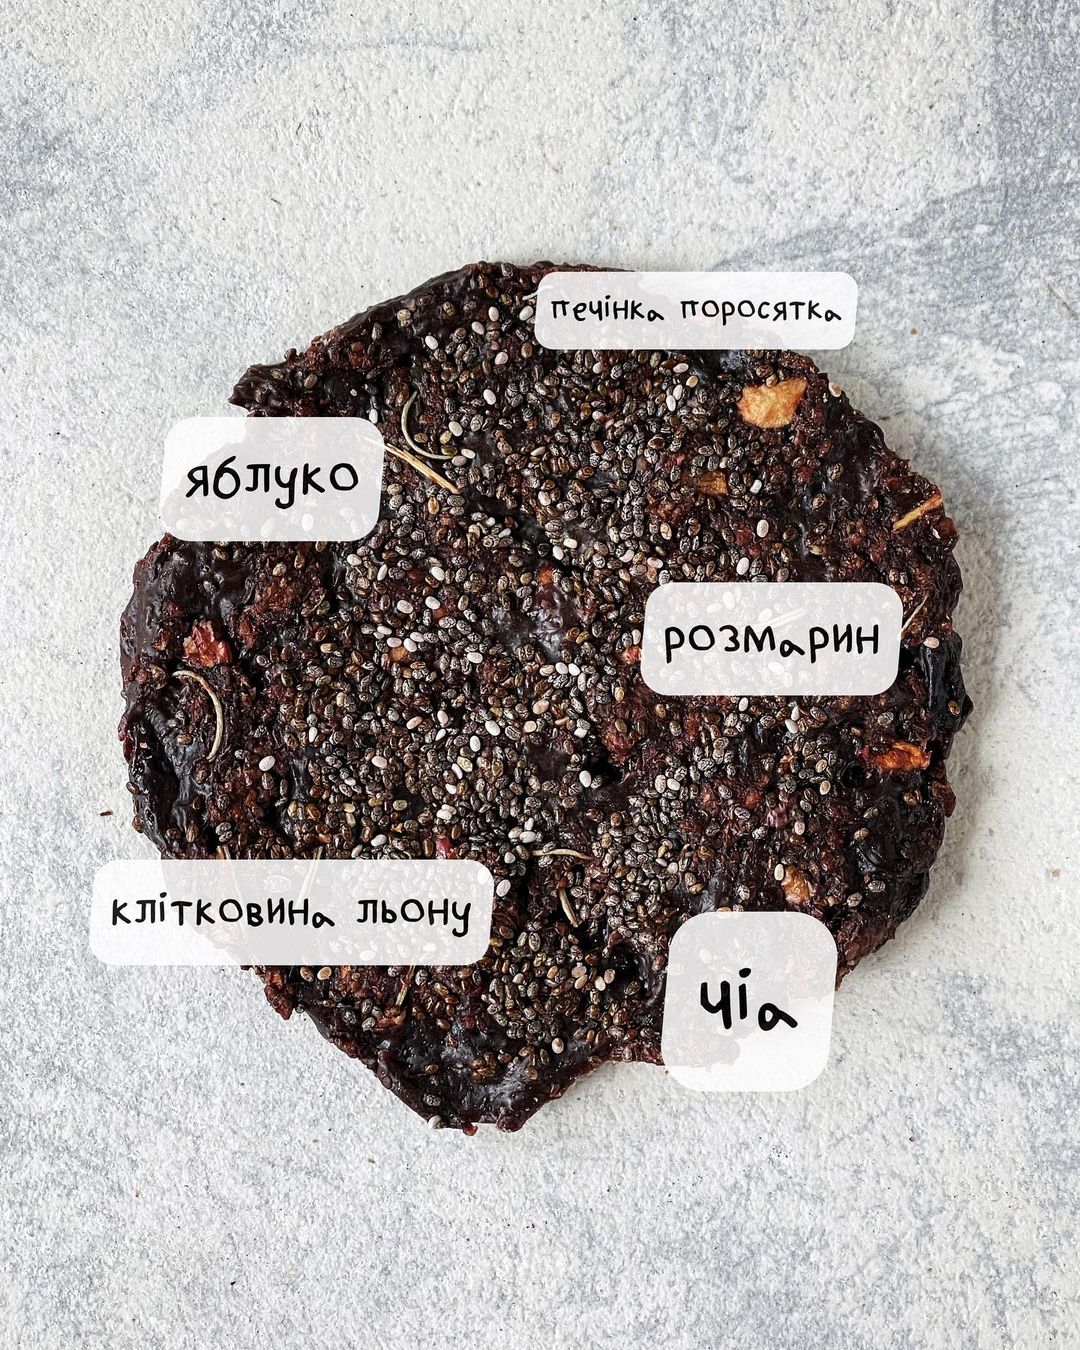 печінка поросятка
яблуко
розмарин
клітковина льону
чіа